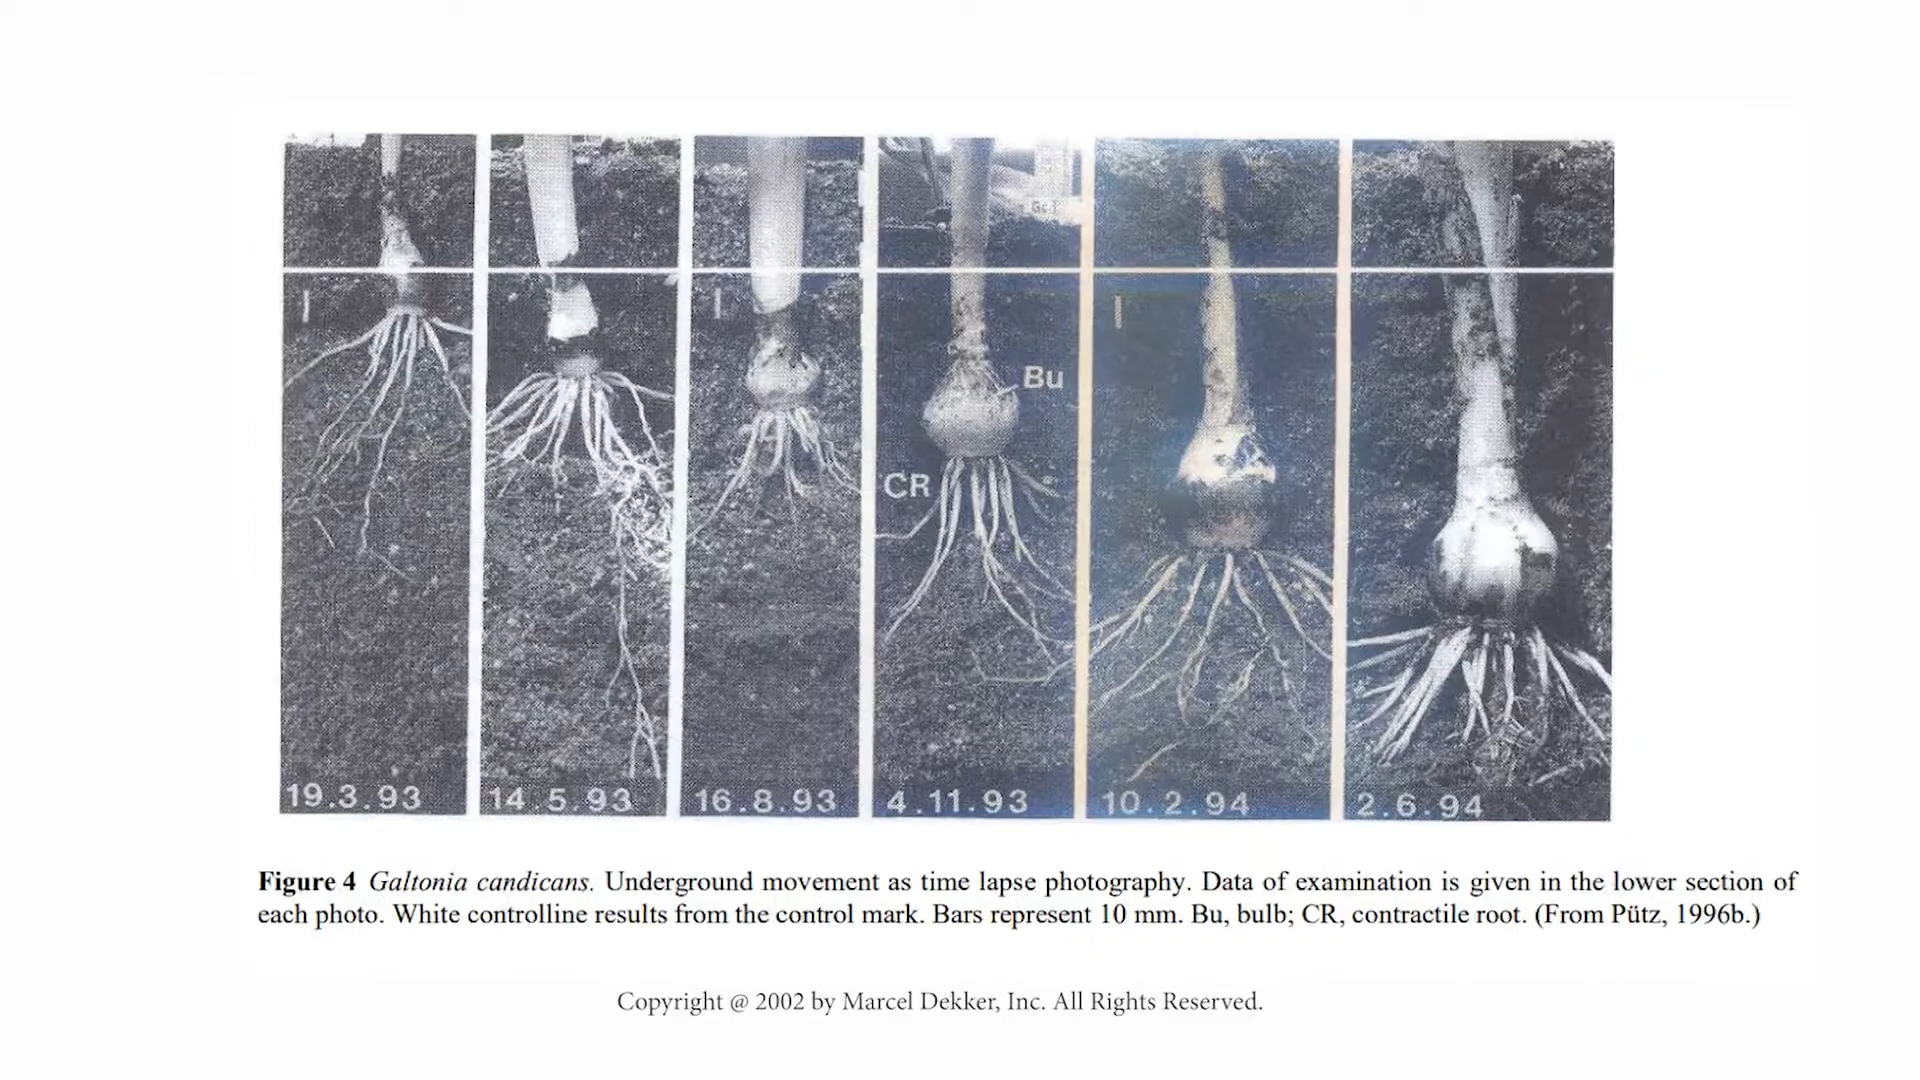 Gc 1
Bu
CR
19.3.93
14.5.93
16.8.93
4.11.93
10.2.94
2.6.94
Figure 4 Galtonia candicans. Underground movement as time lapse photography. Data of examination is given in the lower section of
each photo. White controlline results from the control mark. Bars represent 10 mm. Bu, bulb; CR, contractile root. (From Pütz, 1996b.)
Copyright @ 2002 by Marcel Dekker, Inc. All Rights Reserved.